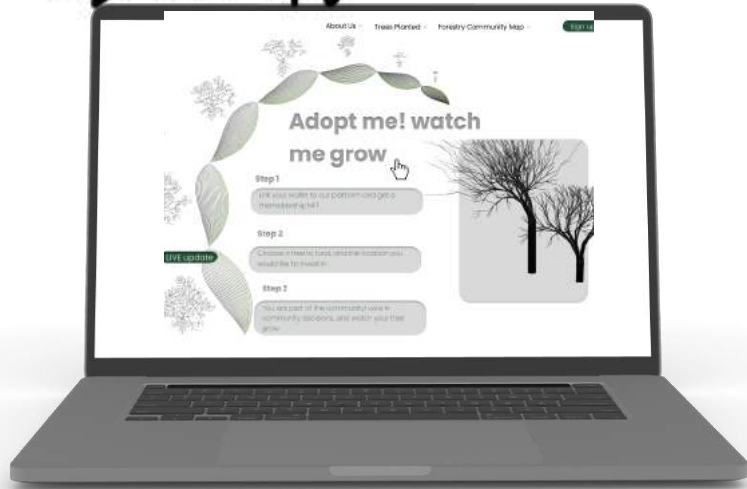 About Us Trees Planted Forestry Community Map Sign u
Adopt me! watch
me grow
Step 1
Link your wallet to our platform and get a
membership NFT
Step 2
Choose a tree to fund, and the location you
would like to invest in
Step 2
You are part of the community! vote in
community decisions, and watch your tree
grow
LIVE update